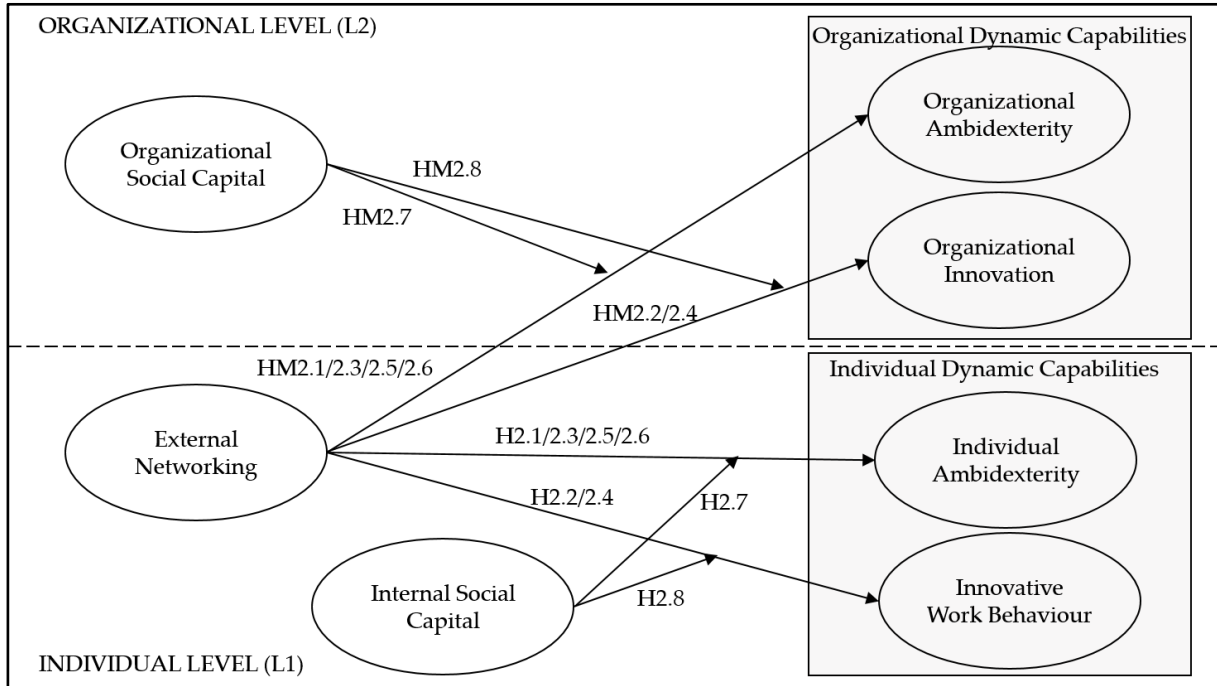 ORGANIZATIONAL LEVEL (L2)
Organizational Dynamic Capabilities
Organizational
Ambidexterity
Organizational
Social Capital
HM2.8
HM2.7
Organizational
Innovation
HM2.2/2.4
HM2.1/2.3/2.5/2.6
Individual Dynamic Capabilities
External
Networking
H2.1/2.3/2.5/2.6
Individual
Ambidexterity
H2.2/2.4
H2.7
Internal Social
Capital
H2.8
Innovative
Work Behaviour
INDIVIDUAL LEVEL (L1)